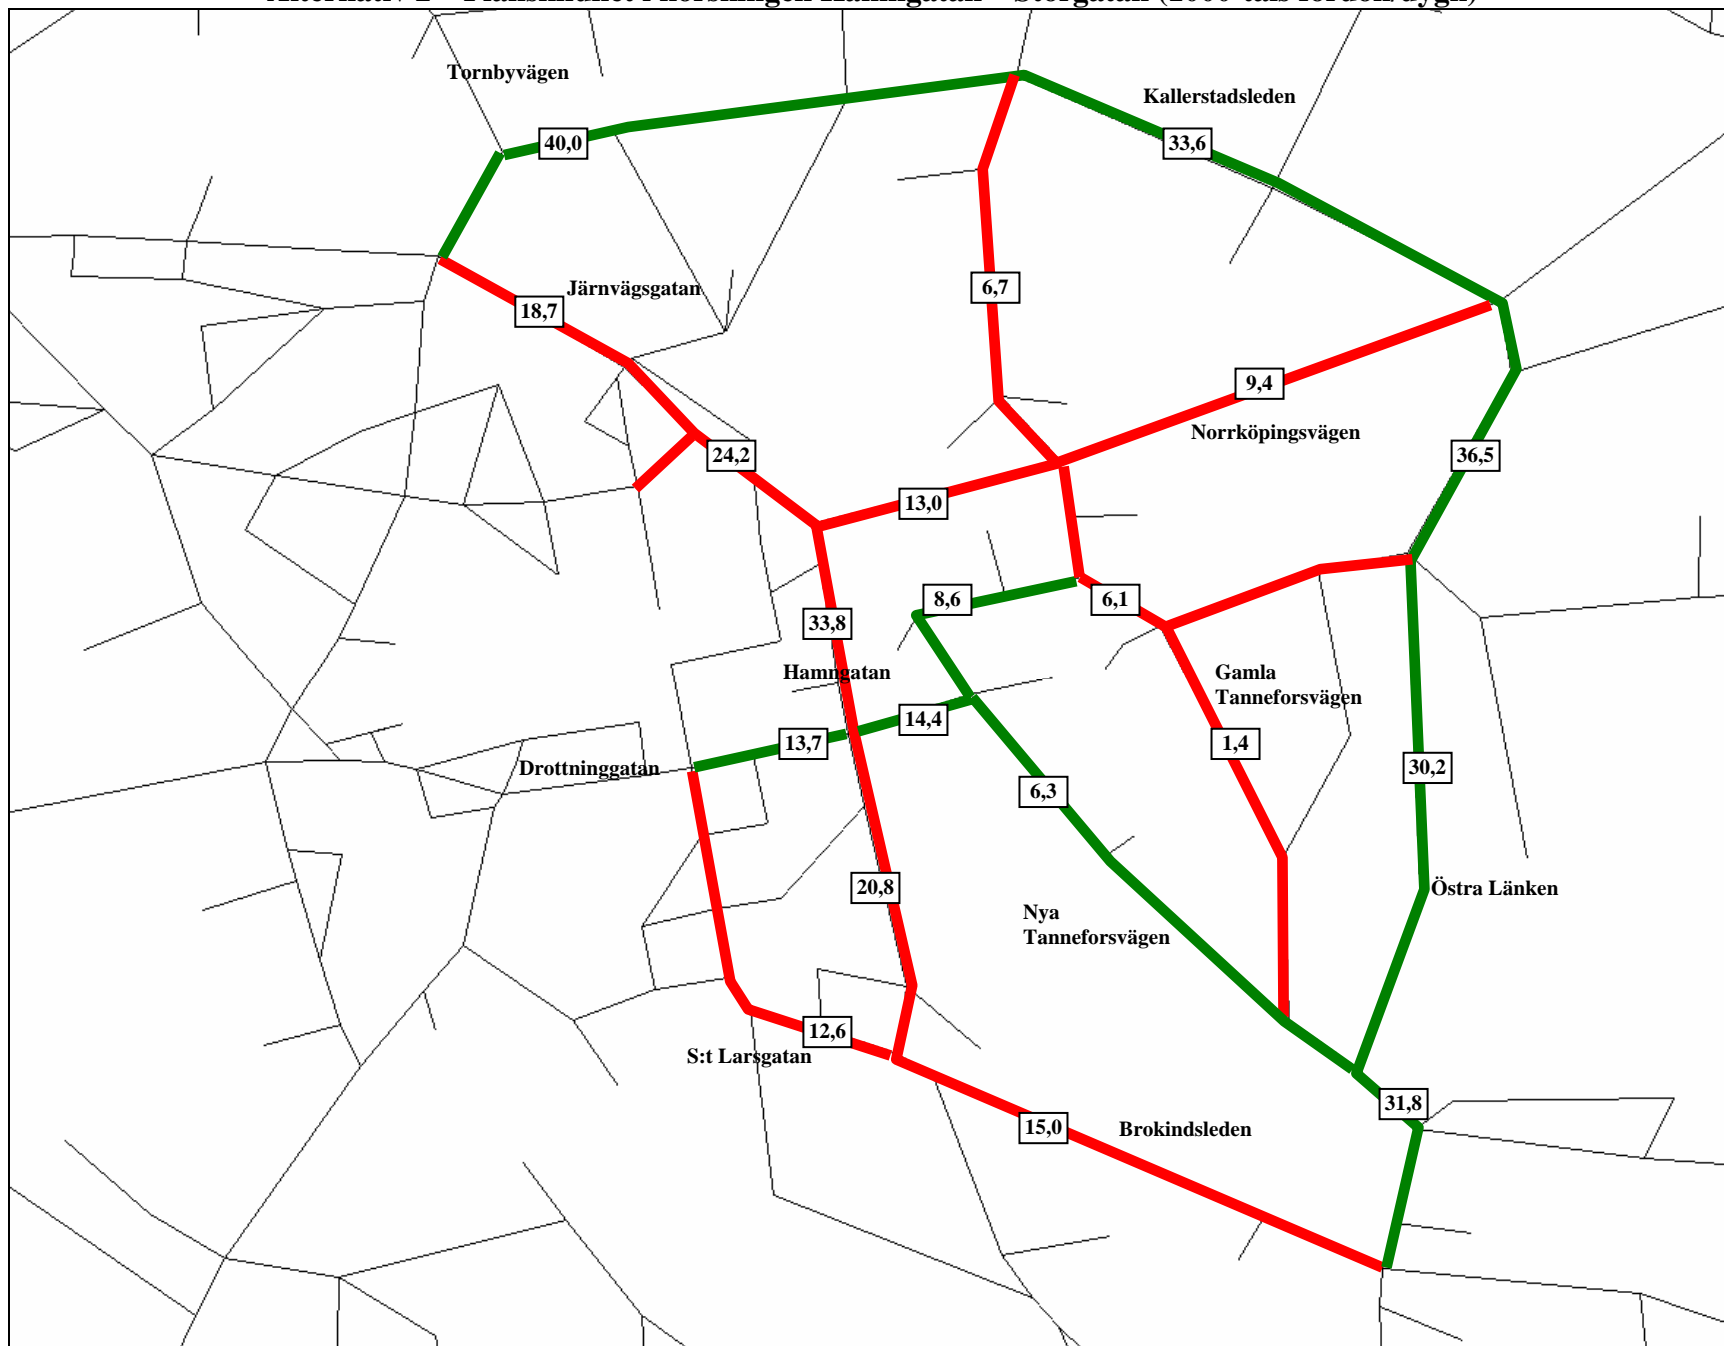 Tornbyvägen
Kallerstadsleden
40,0
33,6
6,7
Järnvägsgatan
18,7
9,4
Norrköpingsvägen
24,2
36,5
13,0
8,6
6,1
33,8
Hamngatan
Gamla
Tanneforsvägen
14,4
13,7
1,4
Drottninggatan
30,2
6,3
20,8
Östra Länken
Nya
Tanneforsvägen
12,6
S:t Larsgatan
31,8
15,0
Brokindsleden